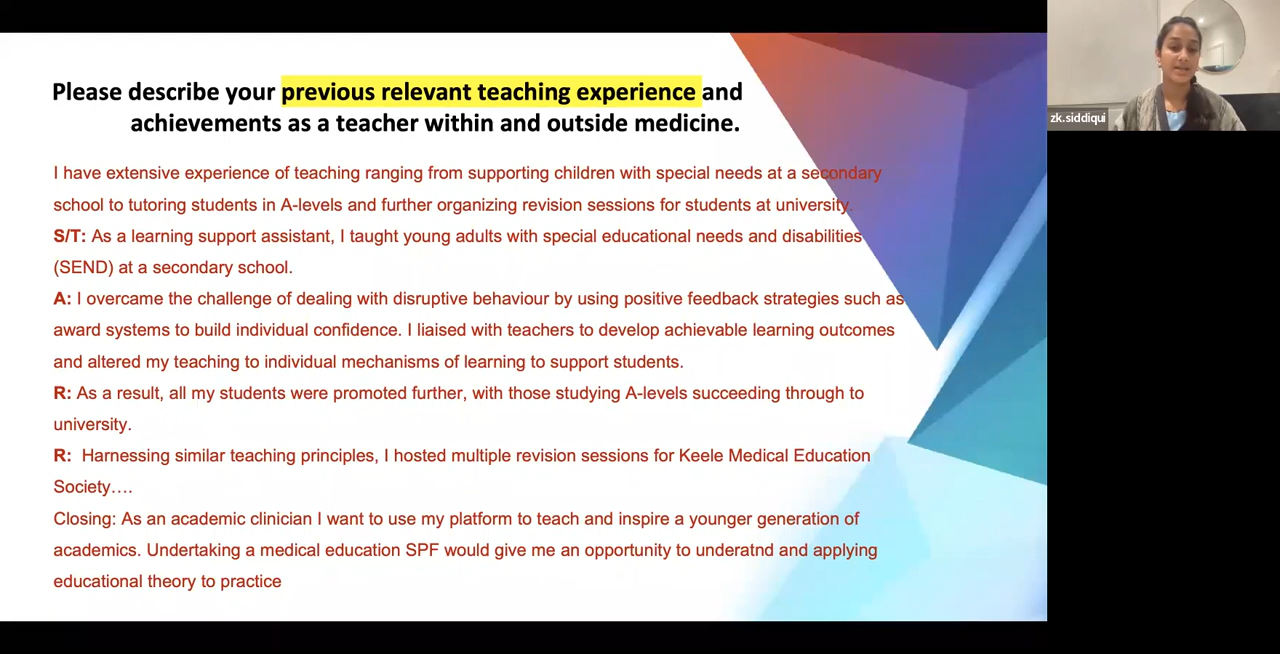 Please describe your previous relevant teaching experience and
achievements as a teacher within and outside medicine.
I have extensive experience of teaching ranging from supporting children with special needs at a secondary
school to tutoring students in A-levels and further organizing revision sessions for students at university.
S/T: As a learning support assistant, I taught young adults with special educational needs and disabilities
(SEND) at a secondary school.
A: I overcame the challenge of dealing with disruptive behaviour by using positive feedback strategies such as
award systems to build individual confidence. I liaised with teachers to develop achievable learning outcomes
and altered my teaching to individual mechanisms of learning to support students.
R: As a result, all my students were promoted further, with those studying A-levels succeeding through to
university.
R: Harnessing similar teaching principles, I hosted multiple revision sessions for Keele Medical Education
Society….
Closing: As an academic clinician I want to use my platform to teach and inspire a younger generation of
academics. Undertaking a medical education SPF would give me an opportunity to underatnd and applying
educational theory to practice
zk.siddiqui